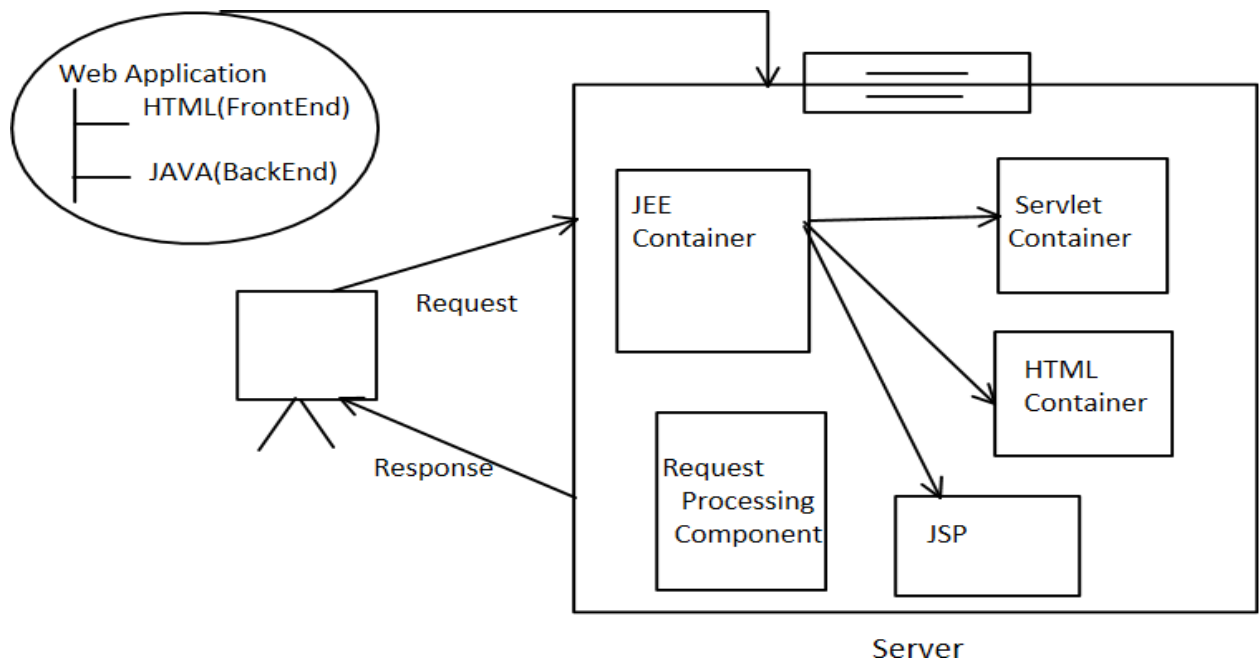 Web Application
HTML(FrontEnd)
JAVA(BackEnd)
Request
Response
JEE
Container
Servlet
Container
HTML
Container
Request
Processing
Component
JSP
Server